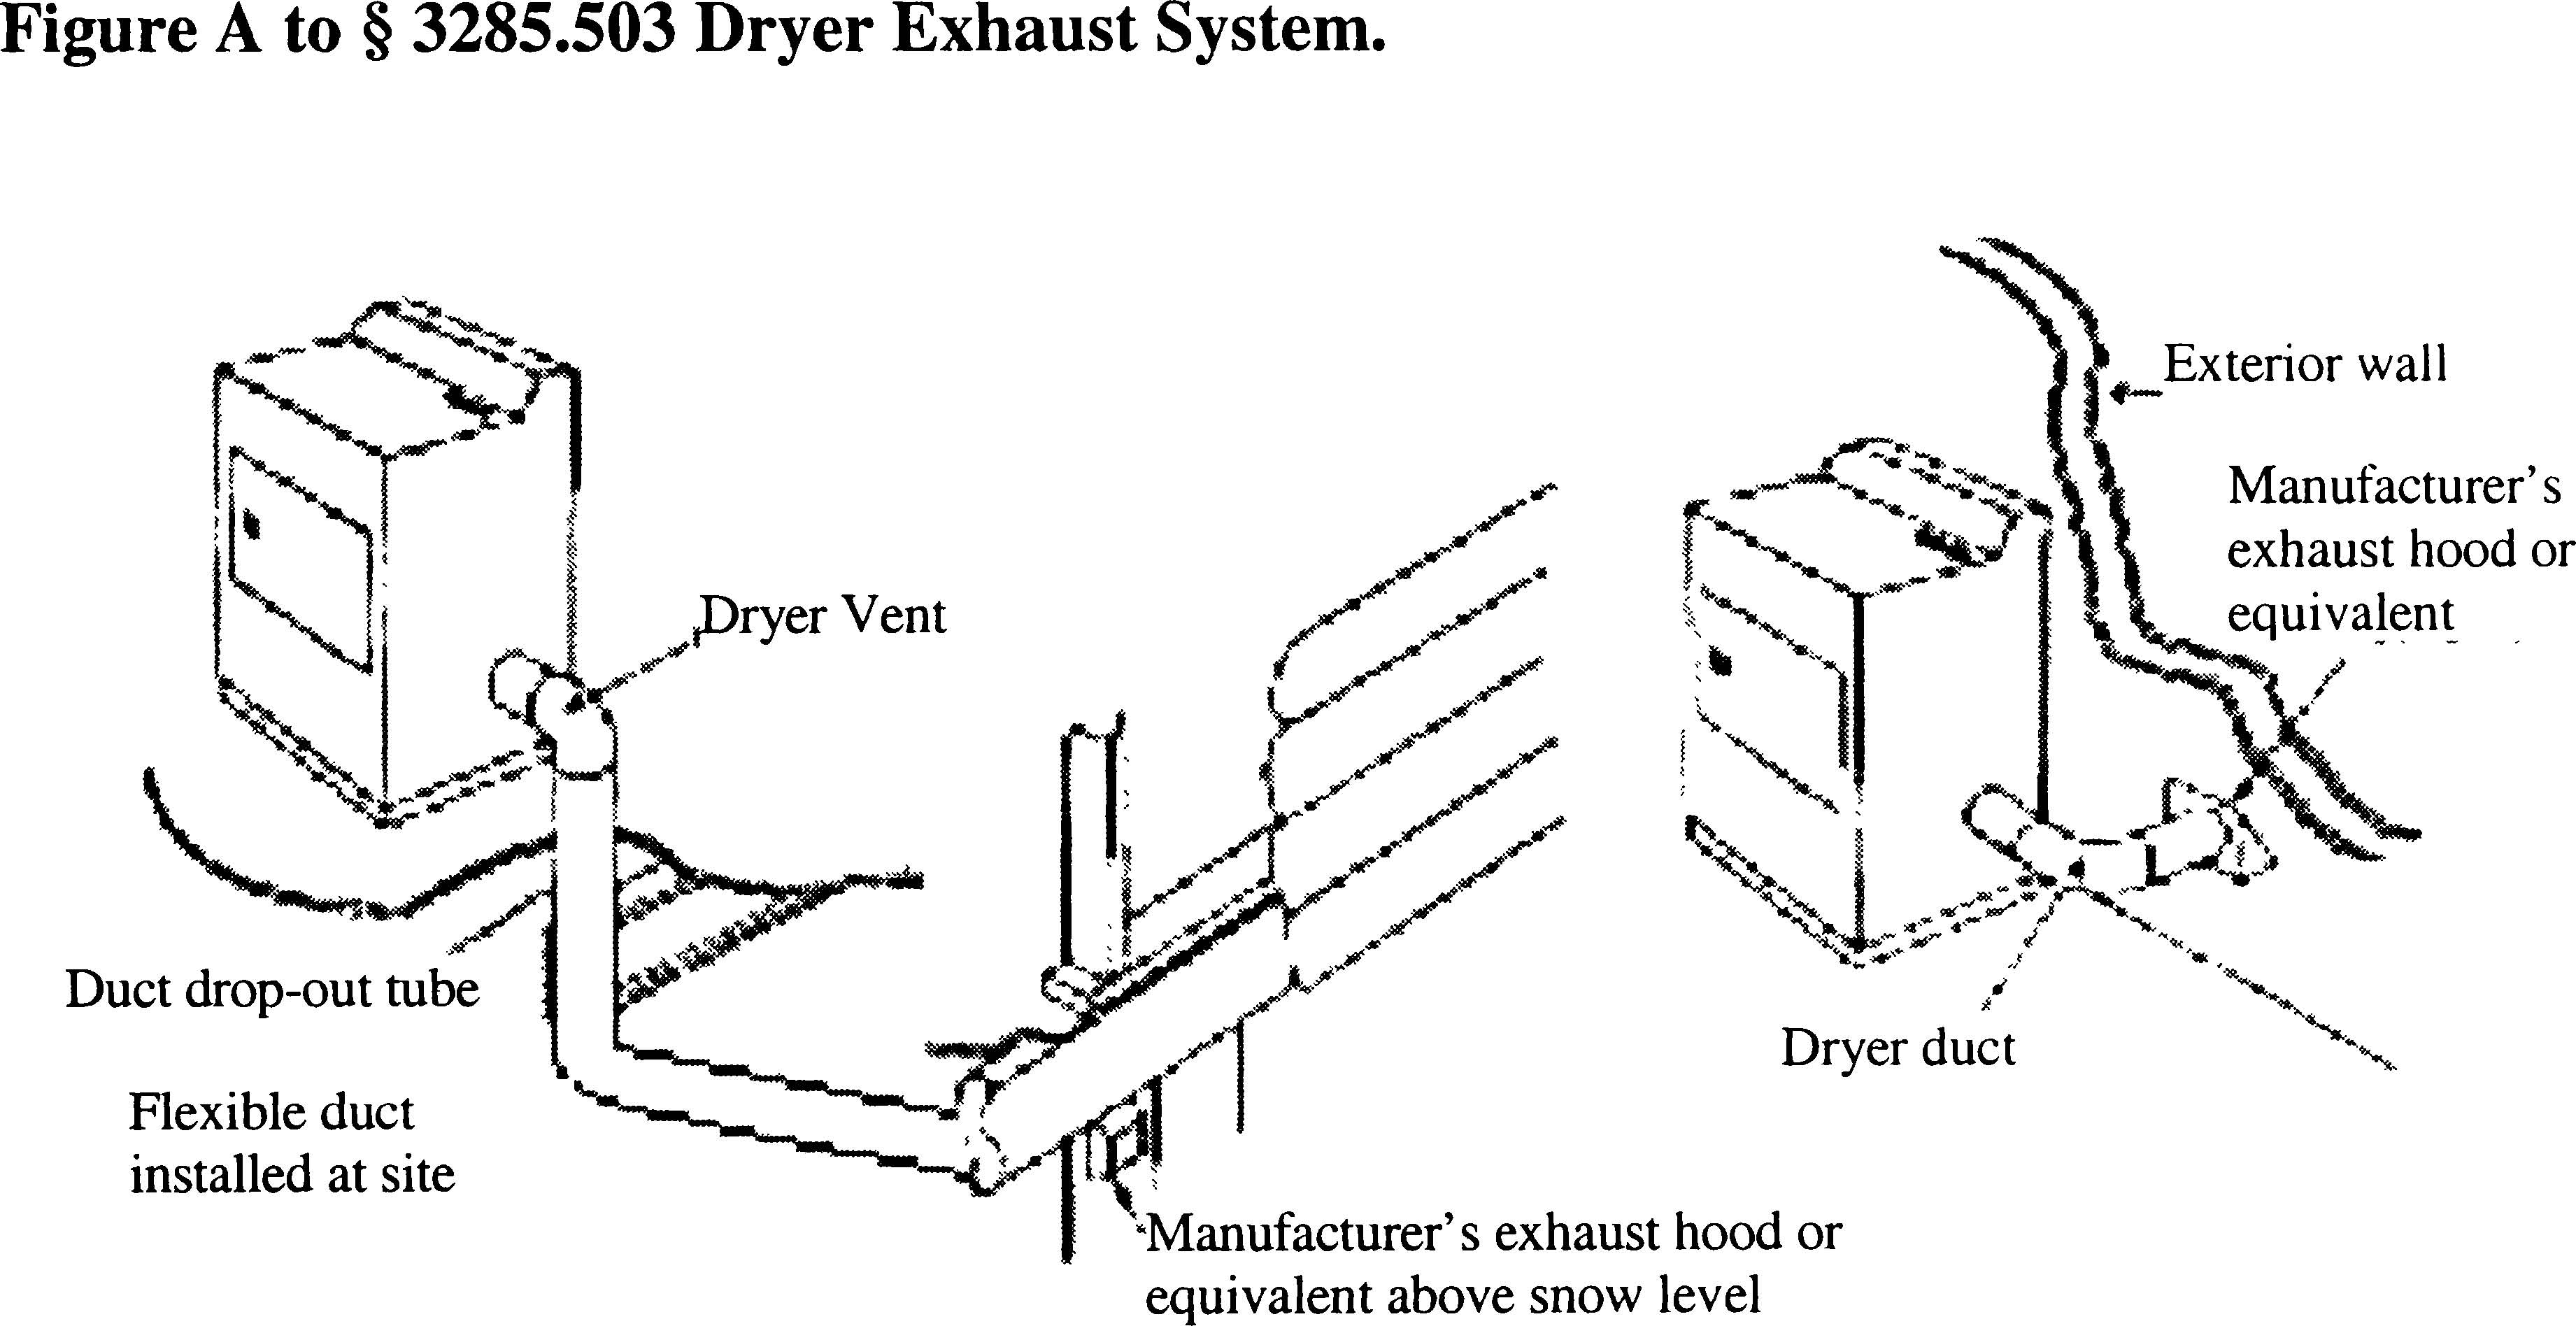 Figure A to § 3285.503 Dryer Exhaust System.
Exterior wall
Manufacturer's
exhaust hood or
equivalent
Dryer Vent
Duct drop-out tube
Dryer duct
Flexible duct
installed at site
Manufacturer's exhaust hood or
equivalent above snow level